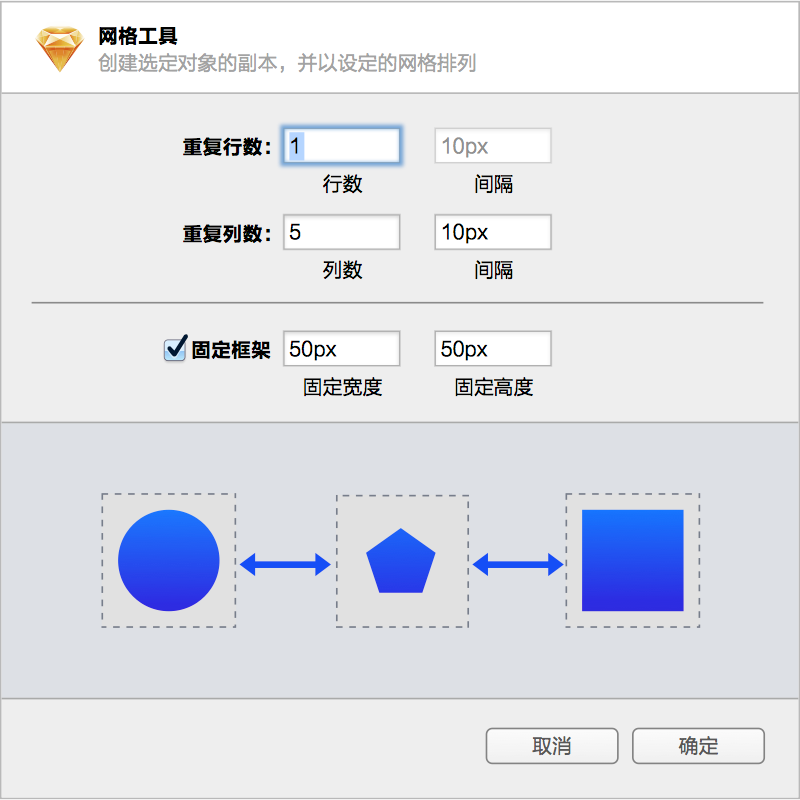 网格工具
创建选定对象的副本，并以设定的网格排列
重复行数： 1 10px
行数 间隔
重复列数： 5 10px
列数 间隔
固定框架 50px 50px
固定宽度 固定高度
取消 确定